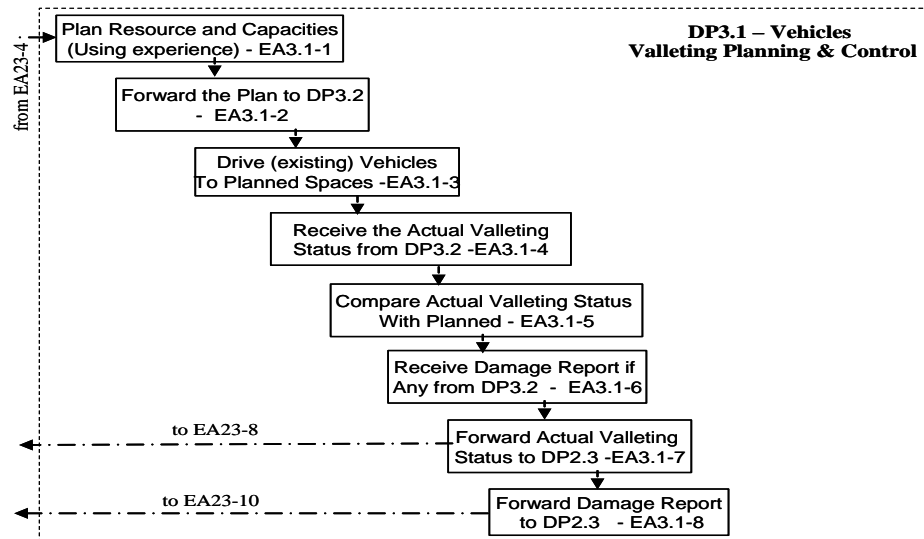 DP3.1 – Vehicles
Valleting Planning & Control
from EA23-4
Plan Resource and Capacities
(Using experience) - EA3.1-1
Forward the Plan to DP3.2
- EA3.1-2
Drive (existing) Vehicles
To Planned Spaces -EA3.1-3
Receive the Actual Valleting
Status from DP3.2 -EA3.1-4
Compare Actual Valleting Status
With Planned - EA3.1-5
Receive Damage Report if
Any from DP3.2 - EA3.1-6
to EA23-8
Forward Actual Valleting
Status to DP2.3 -EA3.1-7
to EA23-10
Forward Damage Report
to DP2.3 - EA3.1-8